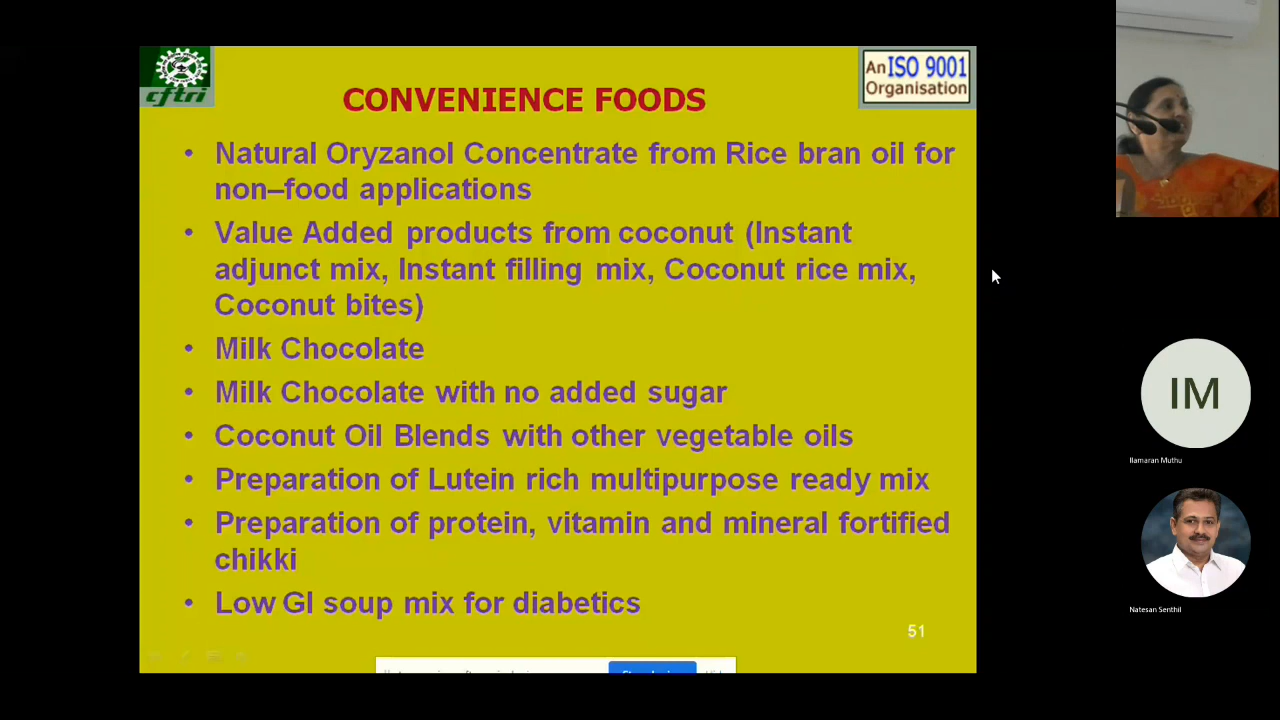 cftri
CONVENIENCE FOODS
An ISO 9001
Organisation
• Natural Oryzanol Concentrate from Rice bran oil for
non–food applications
• Value Added products from coconut (Instant
adjunct mix, Instant filling mix, Coconut rice mix,
Coconut bites)
• Milk Chocolate
• Milk Chocolate with no added sugar
• Coconut Oil Blends with other vegetable oils
• Preparation of Lutein rich multipurpose ready mix
• Preparation of protein, vitamin and mineral fortified
chikki
• Low GI soup mix for diabetics
51
IM
Ilamaran Muthu
Natesan Senthil